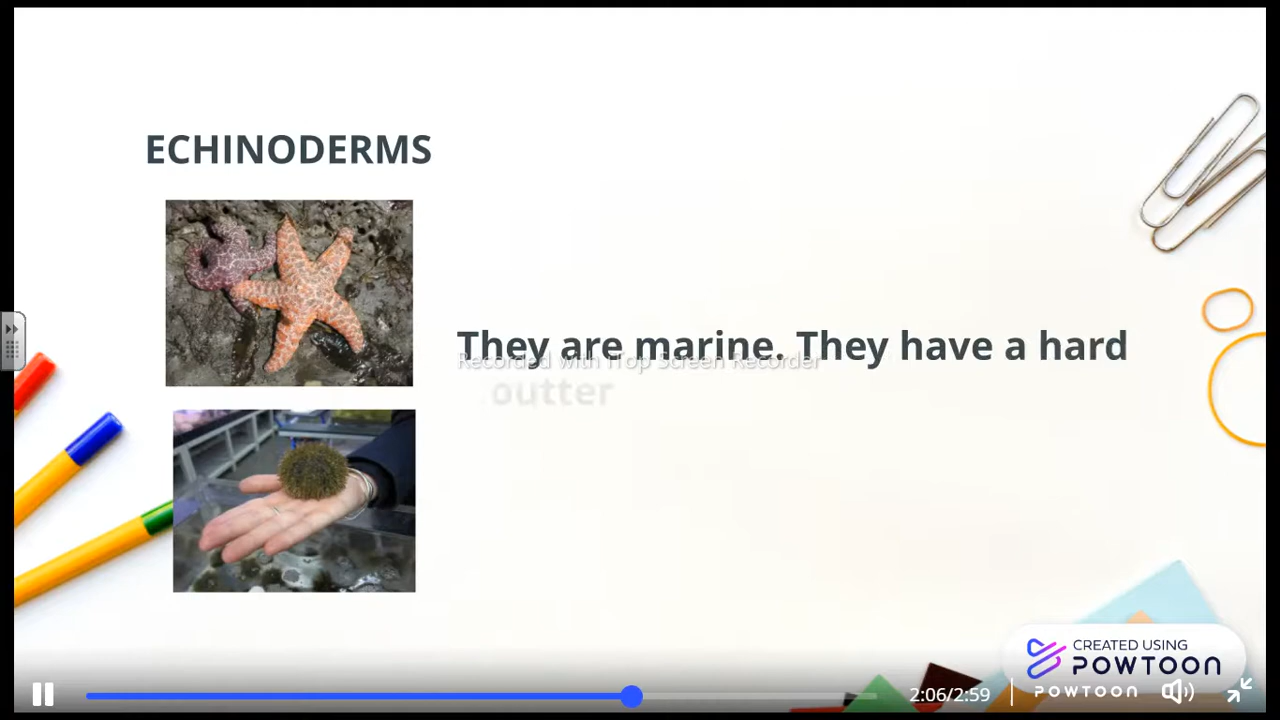 ECHINODERMS
They are marine. They have a hard
Recorded with iTop Screen Recorder
outter
CREATED USING
POWTOON
2:06/2:59
POWTOON